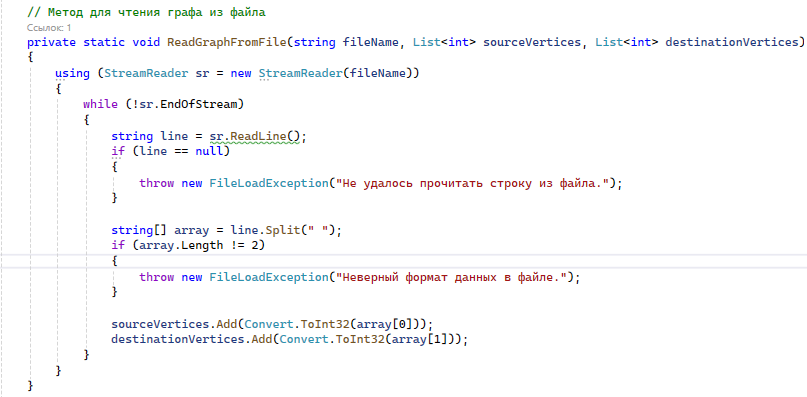 // Метод для чтения графа из файла
Ссылок: 1
private static void ReadGraphFromFile(string fileName, List<int> sourceVertices, List<int> destinationVertices)
{
using (StreamReader sr = new StreamReader(fileName))
{
while (!sr.EndOfStream)
{
string line = sr.ReadLine();
if (line == null)
{
throw new FileLoadException("Не удалось прочитать строку из файла.");
}
string[] array = line.Split(" ");
if (array.Length != 2)
{
throw new FileLoadException("Неверный формат данных в файле.");
}
sourceVertices.Add(Convert.ToInt32(array[0]));
destinationVertices.Add(Convert.ToInt32(array[1]));
}
}
}